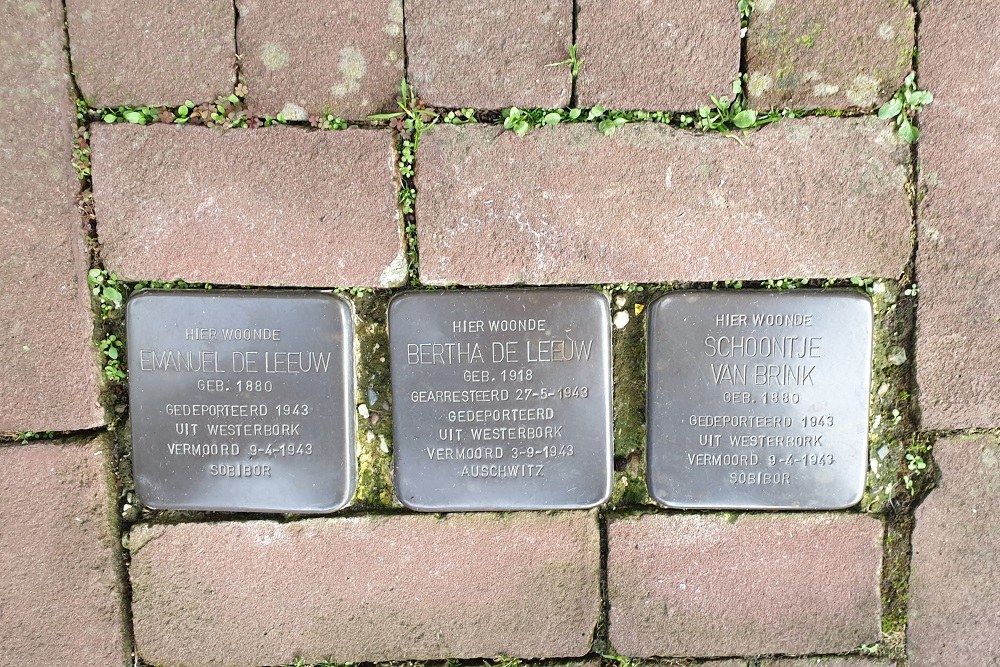 HIER WOONDE
EMANUEL DE LEEUW
GEB. 1880
GEDEPORTEERD 1943
UIT WESTERBORK
VERMOORD 9-4-1943
SOBIBOR
HIER WOONDE
BERTHA DE LEEUW
GEB. 1918
GEARRESTEERD 27-5-1943
GEDEPORTEERD
UIT WESTERBORK
VERMOORD 3-9-1943
AUSCHWITZ
HIER WOONDE
SCHOONTJE
VAN BRINK
GEB. 1880
GEDEPORTEERD 1943
UIT WESTERBORK
VERMOORD 9-4-1943
SOBIBOR